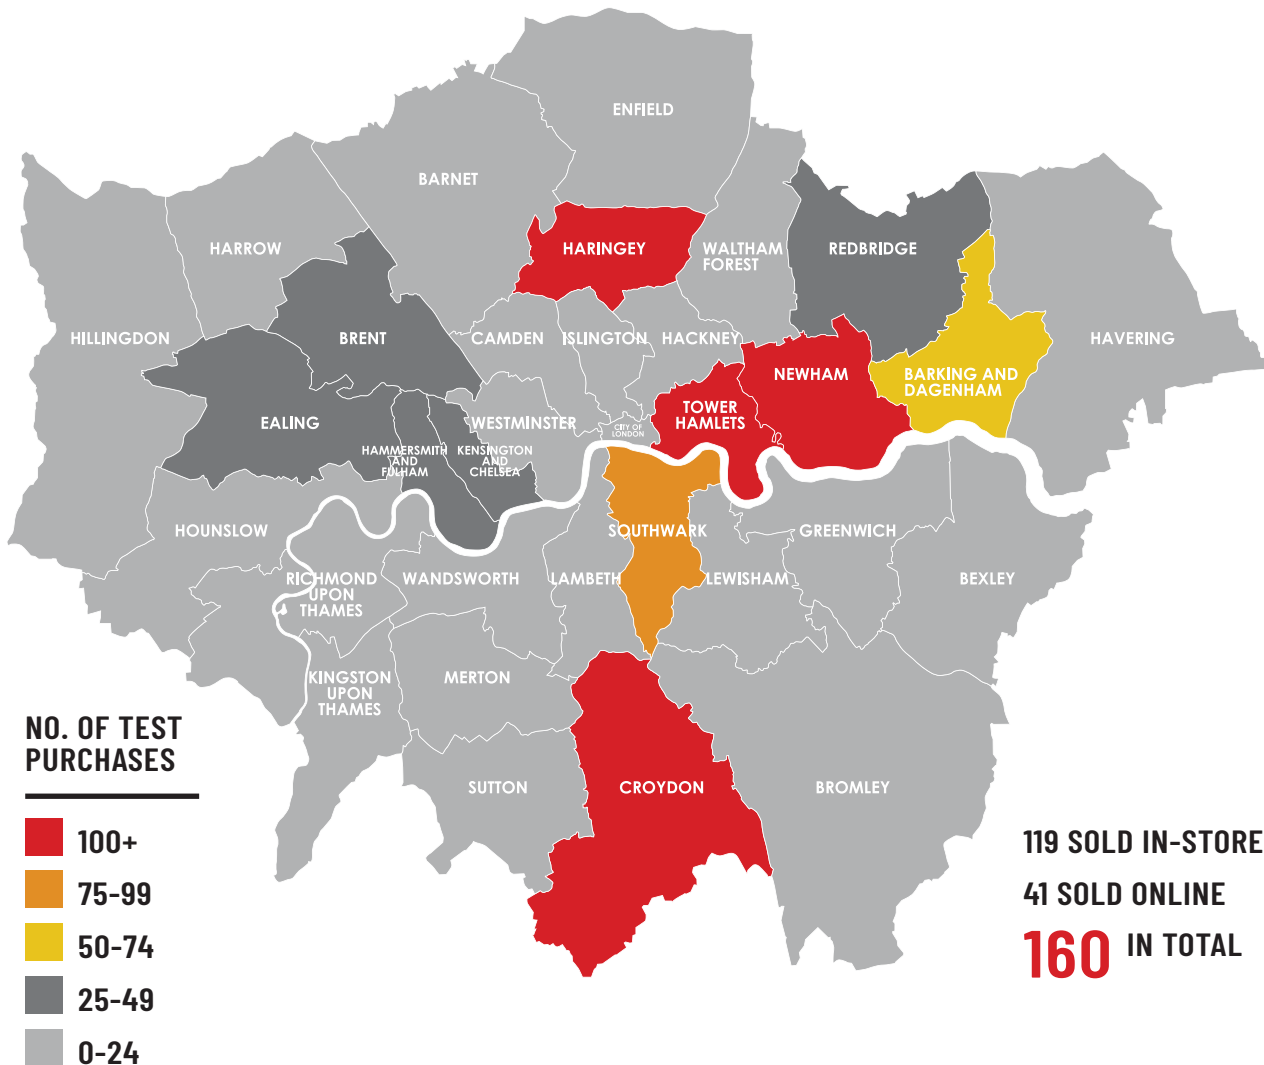 ENFIELD
BARNET
HARROW
HARINGEY
WALTHAM
FOREST
REDBRIDGE
HILLINGDON
BRENT
CAMDEN
ISLINGTON
HACKNEY
HAVERING
NEWHAM
BARKING AND
DAGENHAM
EALING
WESTMINSTER
CITY OF
LONDON
TOWER
HAMLETS
HAMMERSMITH
AND
FULHAM
KENSINGTON
AND
CHELSEA
HOUNSLOW
SOUTHWARK
GREENWICH
RICHMOND
UPON
THAMES
WANDSWORTH
LAMBETH
LEWISHAM
BEXLEY
KINGSTON
UPON
THAMES
MERTON
SUTTON
CROYDON
BROMLEY
NO. OF TEST
PURCHASES
100+
75-99
50-74
25-49
0-24
119 SOLD IN-STORE
41 SOLD ONLINE
160 IN TOTAL